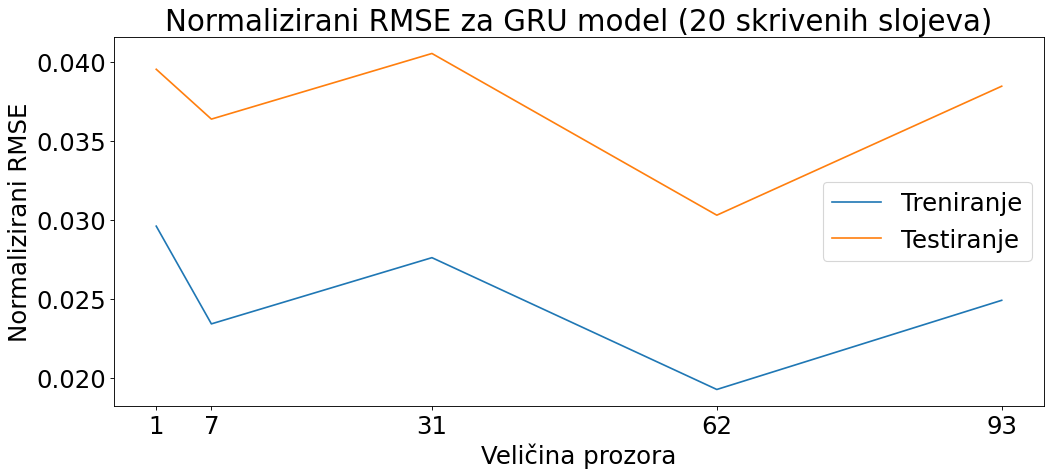 Normalizirani RMSE za GRU model (20 skrivenih slojeva)
Normalizirani RMSE
0.040
0.035
0.030
0.025
0.020
Treniranje
Testiranje
1 7 31 62 93
Veličina prozora